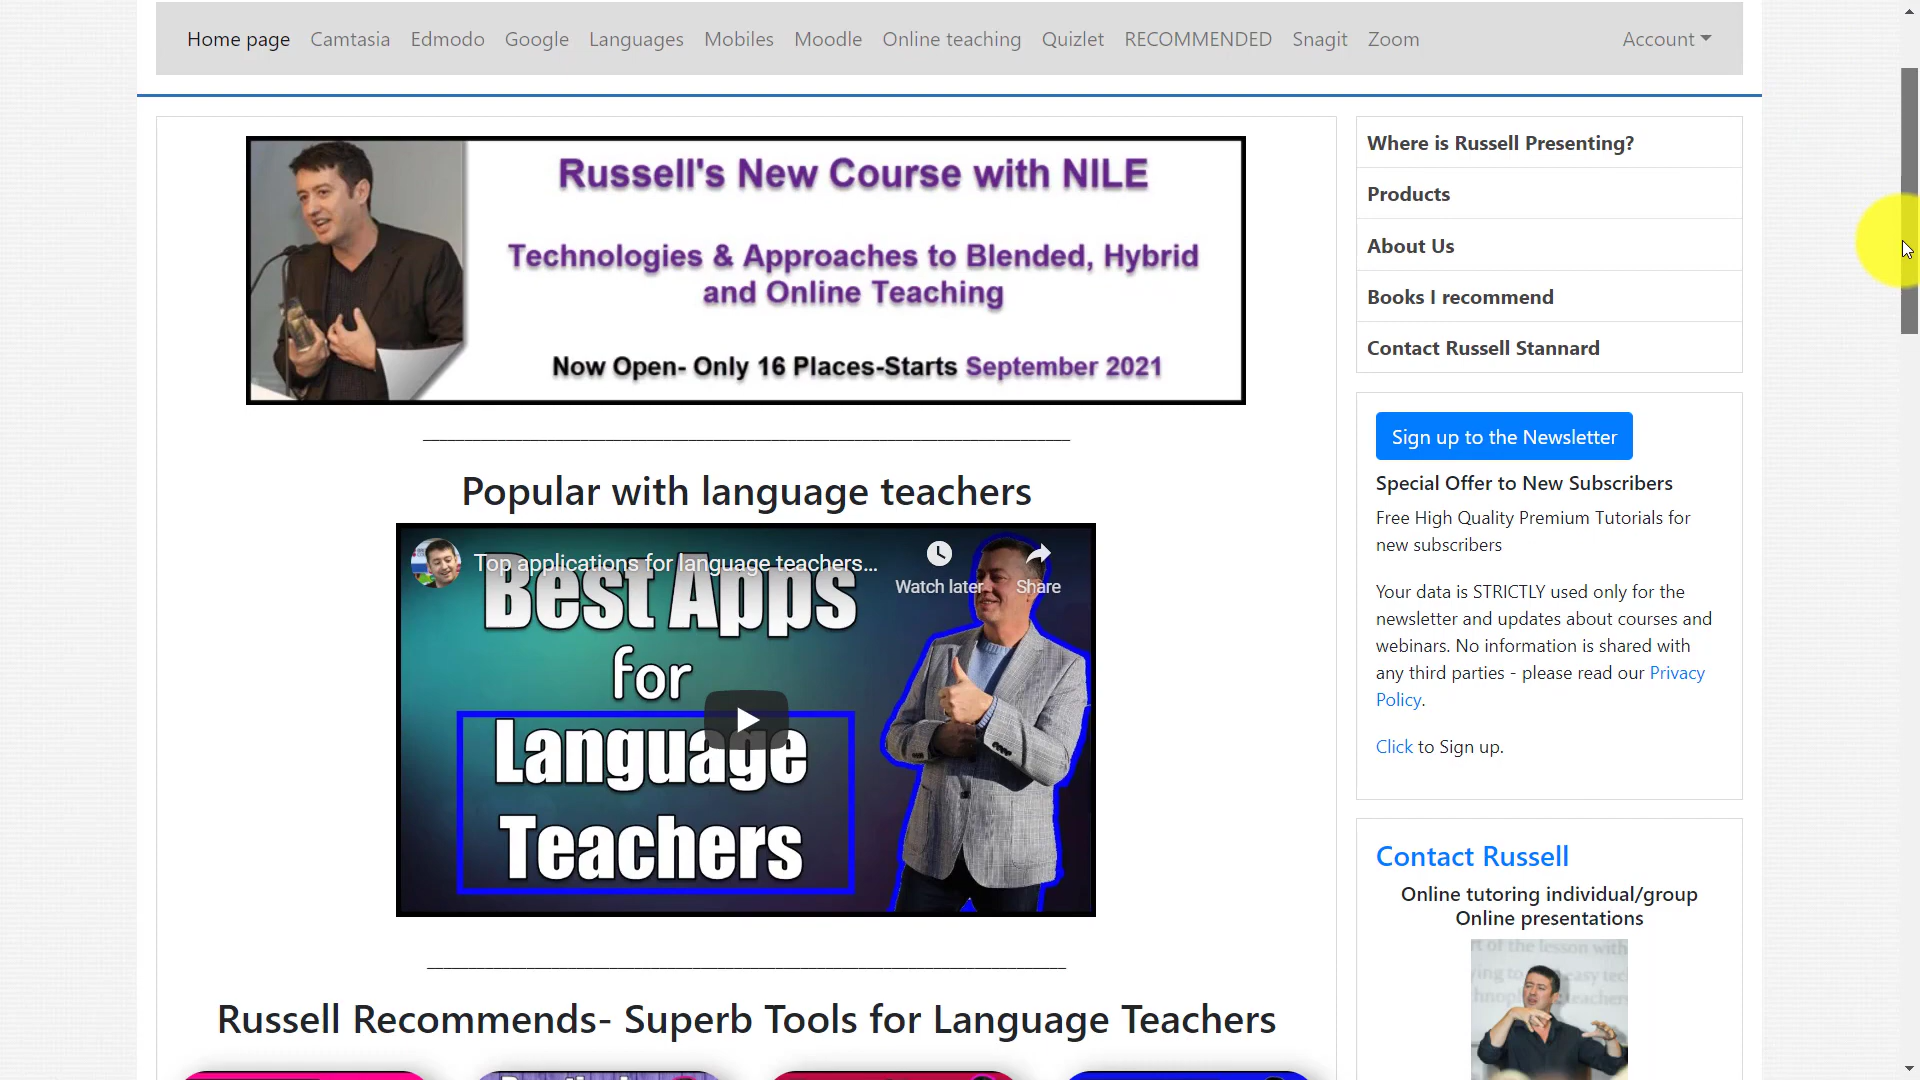 Home page Camtasia Edmodo Google Languages Mobiles Moodle Online teaching Quizlet RECOMMENDED Snagit Zoom Account
Russell's New Course with NILE
Technologies & Approaches to Blended, Hybrid
and Online Teaching
Now Open- Only 16 Places-Starts September 2021
Popular with language teachers
Top applications for language teachers...
Watch later
Share
Best Apps
for
Language
Teachers
Russell Recommends- Superb Tools for Language Teachers
Where is Russell Presenting?
Products
About Us
Books I recommend
Contact Russell Stannard
Sign up to the Newsletter
Special Offer to New Subscribers
Free High Quality Premium Tutorials for
new subscribers
Your data is STRICTLY used only for the
newsletter and updates about courses and
webinars. No information is shared with
any third parties - please read our Privacy
Policy.
Click to Sign up.
Contact Russell
Online tutoring individual/group
Online presentations